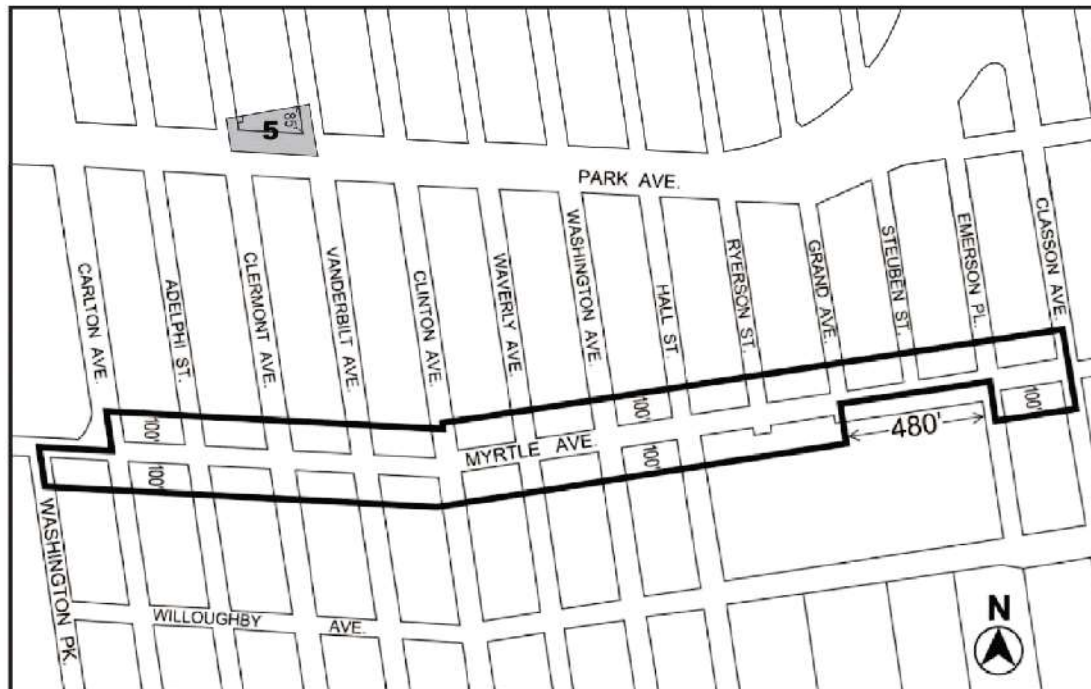 5
85'
PARK AVE.
CARLTON AVE.
ADELPHI ST.
CLERMONT AVE.
VANDERBILT AVE.
CLINTON AVE.
WAVERLY AVE.
WASHINGTON AVE.
HALL ST.
RYERSON ST.
GRAND AVE.
STEUBEN ST.
EMERSON PL.
CLASSON AVE.
100'
100'
100'
100'
100'
MYRTLE AVE.
480'
WASHINGTON PK.
WILLOUGHBY AVE.
N